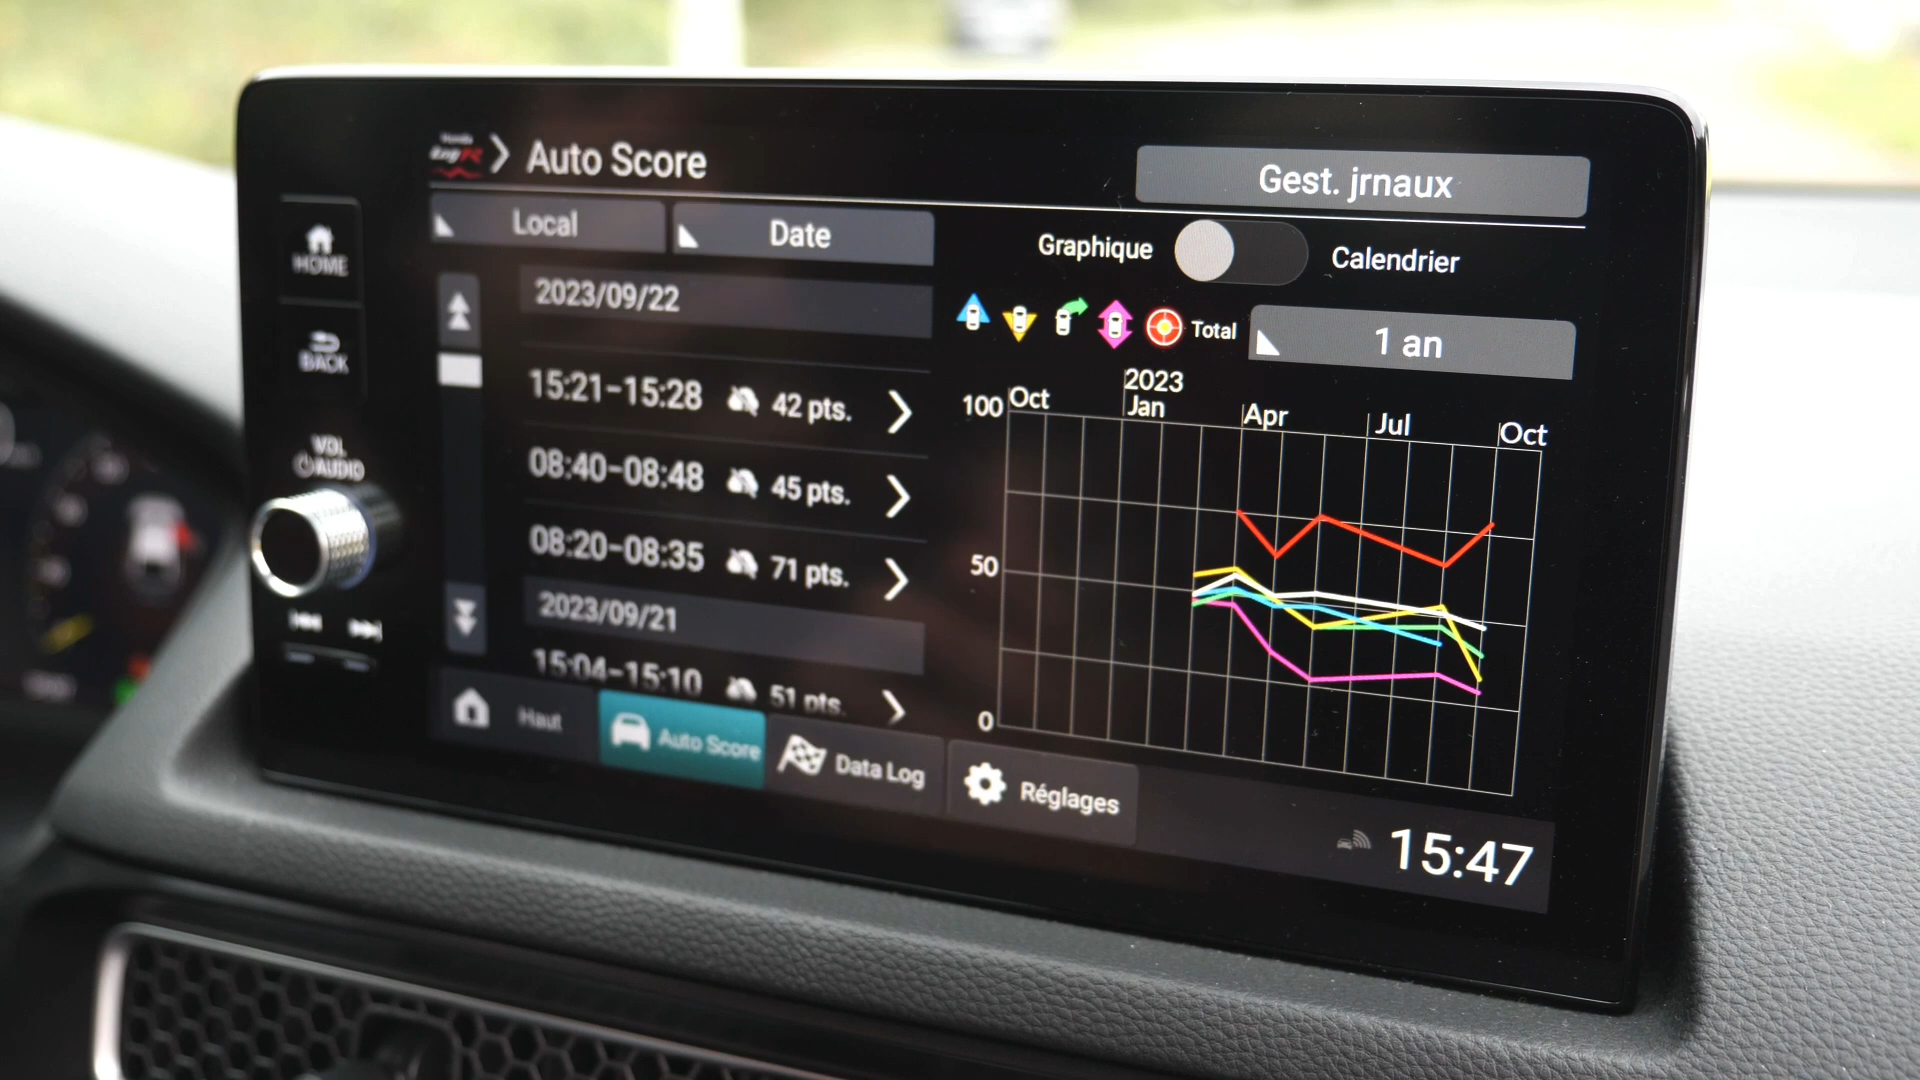 Auto Score
Gest. jrnaux
Local
Date
Graphique
Calendrier
HOME
BACK
VOL
AUDIO
2023/09/22
Total
1 an
15:21-15:28 42 pts.
08:40-08:48 45 pts.
08:20-08:35 71 pts.
2023/09/21
15:04-15:10 51 pts.
2023
Oct Jan Apr Jul Oct
100
50
0
Haut
Auto Score
Data Log
Réglages
15:47